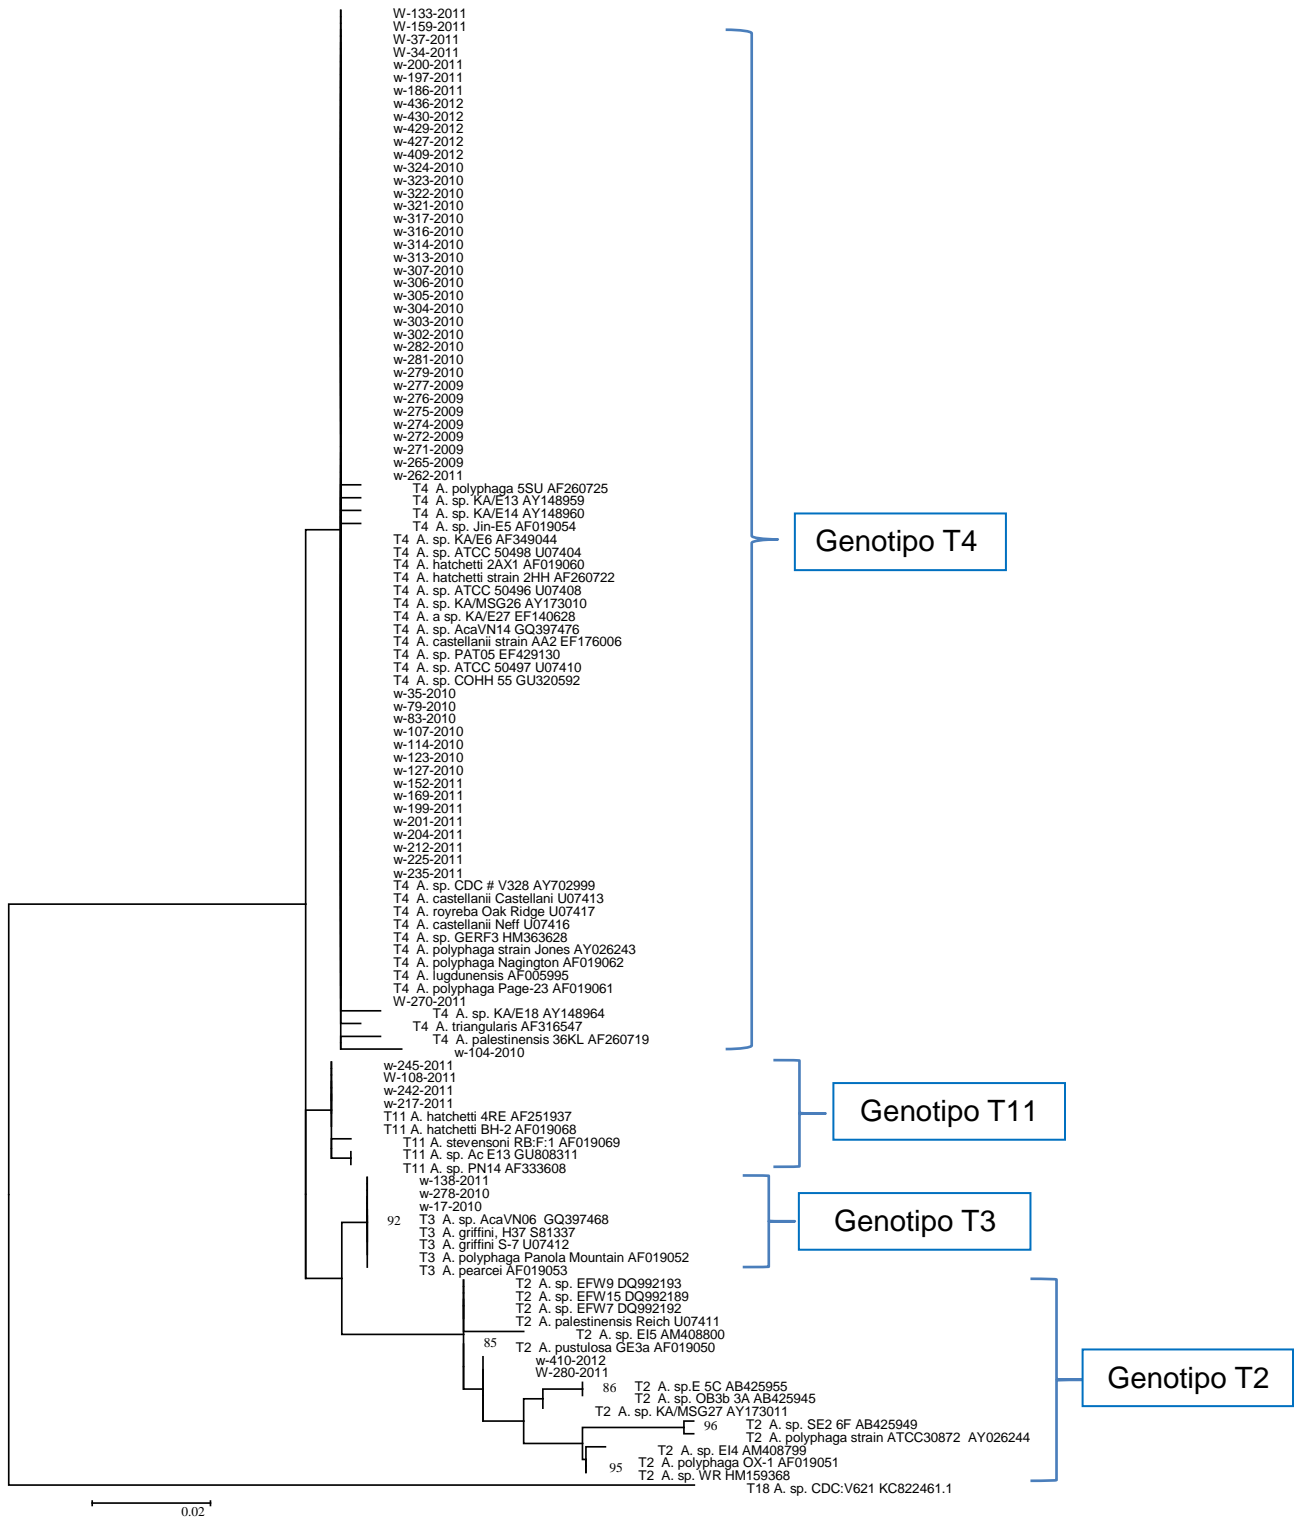 W-133-2011
W-159-2011
W-37-2011
W-34-2011
w-200-2011
w-197-2011
w-186-2011
w-436-2012
w-430-2012
w-429-2012
w-427-2012
w-409-2012
w-324-2010
w-323-2010
w-322-2010
w-321-2010
w-317-2010
w-316-2010
w-314-2010
w-313-2010
w-307-2010
w-306-2010
w-305-2010
w-304-2010
w-303-2010
w-302-2010
w-282-2010
w-281-2010
w-279-2010
w-277-2009
w-276-2009
w-275-2009
w-274-2009
w-272-2009
w-271-2009
w-265-2009
w-262-2011
T4 A. polyphaga 5SU AF260725
T4 A. sp. KA/E13 AY148959
T4 A. sp. KA/E14 AY148960
T4 A. sp. Jin-E5 AF019054
T4 A. sp. KA/E6 AF349044
T4 A. sp. ATCC 50498 U07404
T4 A. hatchetti 2AX1 AF019060
T4 A. hatchetti strain 2HH AF260722
T4 A. sp. ATCC 50496 U07408
T4 A. sp. KA/MSG26 AY173010
T4 A. a sp. KA/E27 EF140628
T4 A. sp. AcaVN14 GQ397476
T4 A. castellanii strain AA2 EF176006
T4 A. sp. PAT05 EF429130
T4 A. sp. ATCC 50497 U07410
T4 A. sp. COHH 55 GU320592
w-35-2010
w-79-2010
w-83-2010
w-107-2010
w-114-2010
w-123-2010
w-127-2010
w-152-2011
w-169-2011
w-199-2011
w-201-2011
w-204-2011
w-212-2011
w-225-2011
w-235-2011
T4 A. sp. CDC # V328 AY702999
T4 A. castellanii Castellani U07413
T4 A. royreba Oak Ridge U07417
T4 A. castellanii Neff U07416
T4 A. sp. GERF3 HM363628
T4 A. polyphaga strain Jones AY026243
T4 A. polyphaga Nagington AF019062
T4 A. lugdunensis AF005995
T4 A. polyphaga Page-23 AF019061
W-270-2011
T4 A. sp. KA/E18 AY148964
T4 A. triangularis AF316547
T4 A. palestinensis 36KL AF260719
w-104-2010
Genotipo T4
w-245-2011
W-108-2011
w-242-2011
w-217-2011
T11 A. hatchetti 4RE AF251937
T11 A. hatchetti BH-2 AF019068
T11 A. stevensoni RB:F:1 AF019069
T11 A. sp. Ac E13 GU808311
T11 A. sp. PN14 AF333608
Genotipo T11
w-138-2011
w-278-2010
w-17-2010
92
T3 A. sp. AcaVN06 GQ397468
T3 A. griffini, H37 S81337
T3 A. griffini S-7 U07412
T3 A. polyphaga Panola Mountain AF019052
T3 A. pearcei AF019053
Genotipo T3
T2 A. sp. EFW9 DQ992193
T2 A. sp. EFW15 DQ992189
T2 A. sp. EFW7 DQ992192
T2 A. palestinensis Reich U07411
T2 A. sp. EI5 AM408800
85
T2 A. pustulosa GE3a AF019050
w-410-2012
W-280-2011
86
T2 A. sp.E 5C AB425955
T2 A. sp. OB3b 3A AB425945
T2 A. sp. KA/MSG27 AY173011
96
T2 A. sp. SE2 6F AB425949
T2 A. polyphaga strain ATCC30872 AY026244
T2 A. sp. EI4 AM408799
95
T2 A. polyphaga OX-1 AF019051
T2 A. sp. WR HM159368
Genotipo T2
T18 A. sp. CDC:V621 KC822461.1
0.02